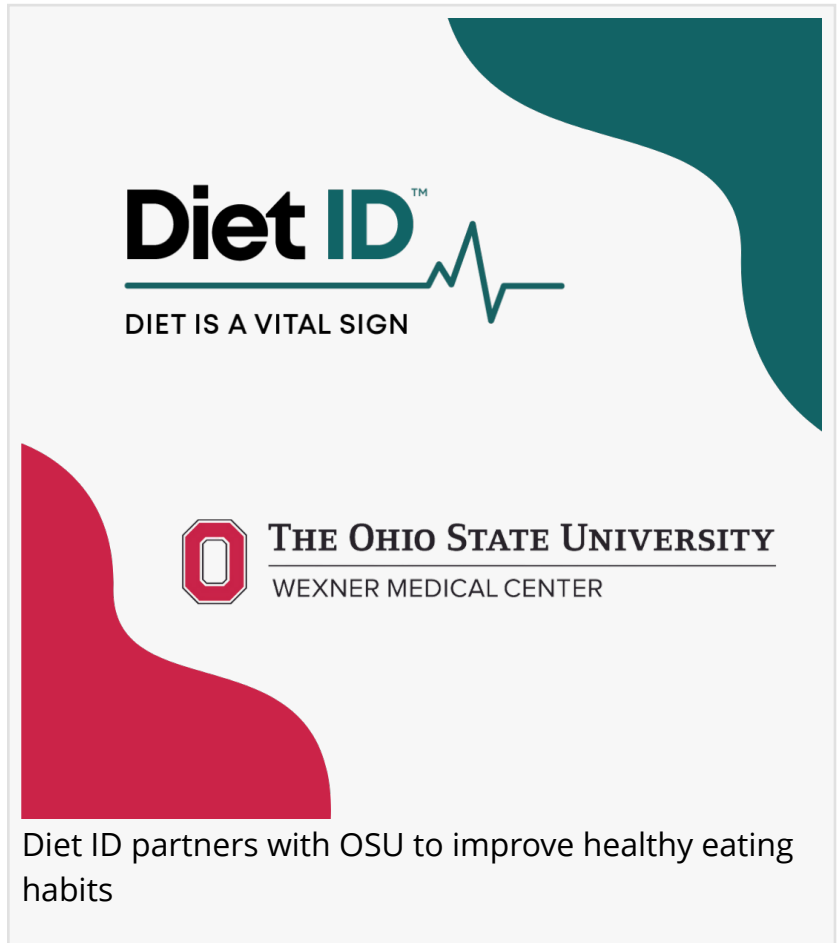 Diet ID™
DIET IS A VITAL SIGN
THE OHIO STATE UNIVERSITY
WEXNER MEDICAL CENTER
Diet ID partners with OSU to improve healthy eating
habits